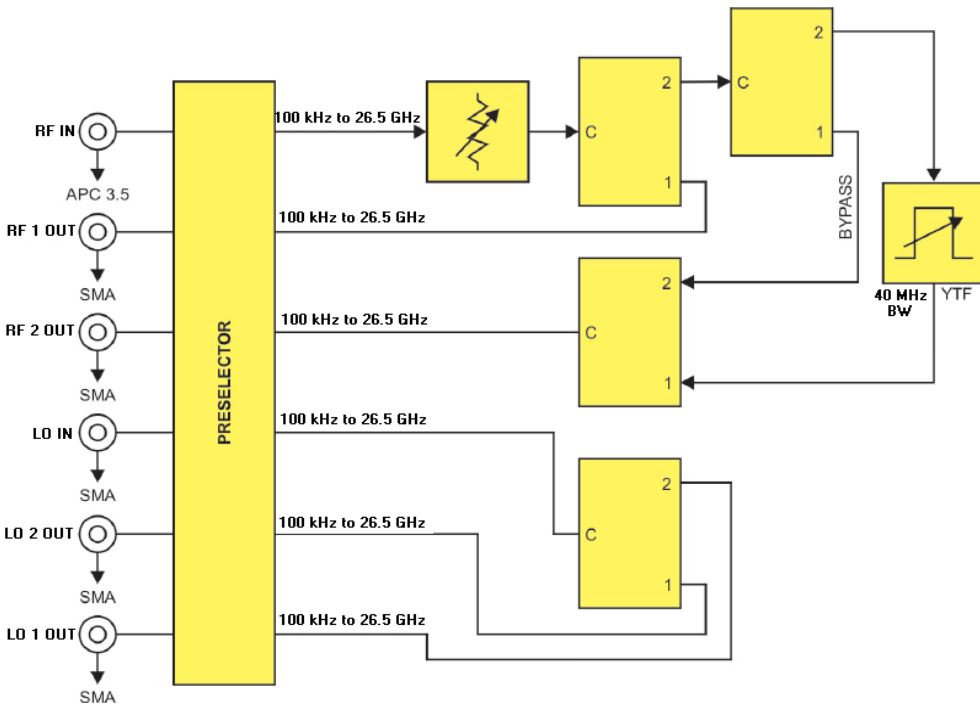 2
C
1
2
C
1
RF IN
APC 3.5
100 kHz to 26.5 GHz
BYPASS
RF 1 OUT
SMA
100 kHz to 26.5 GHz
40 MHz
BW
YTF
RF 2 OUT
SMA
100 kHz to 26.5 GHz
2
C
1
PRESELECTOR
LO IN
SMA
100 kHz to 26.5 GHz
2
C
1
LO 2 OUT
SMA
100 kHz to 26.5 GHz
LO 1 OUT
SMA
100 kHz to 26.5 GHz